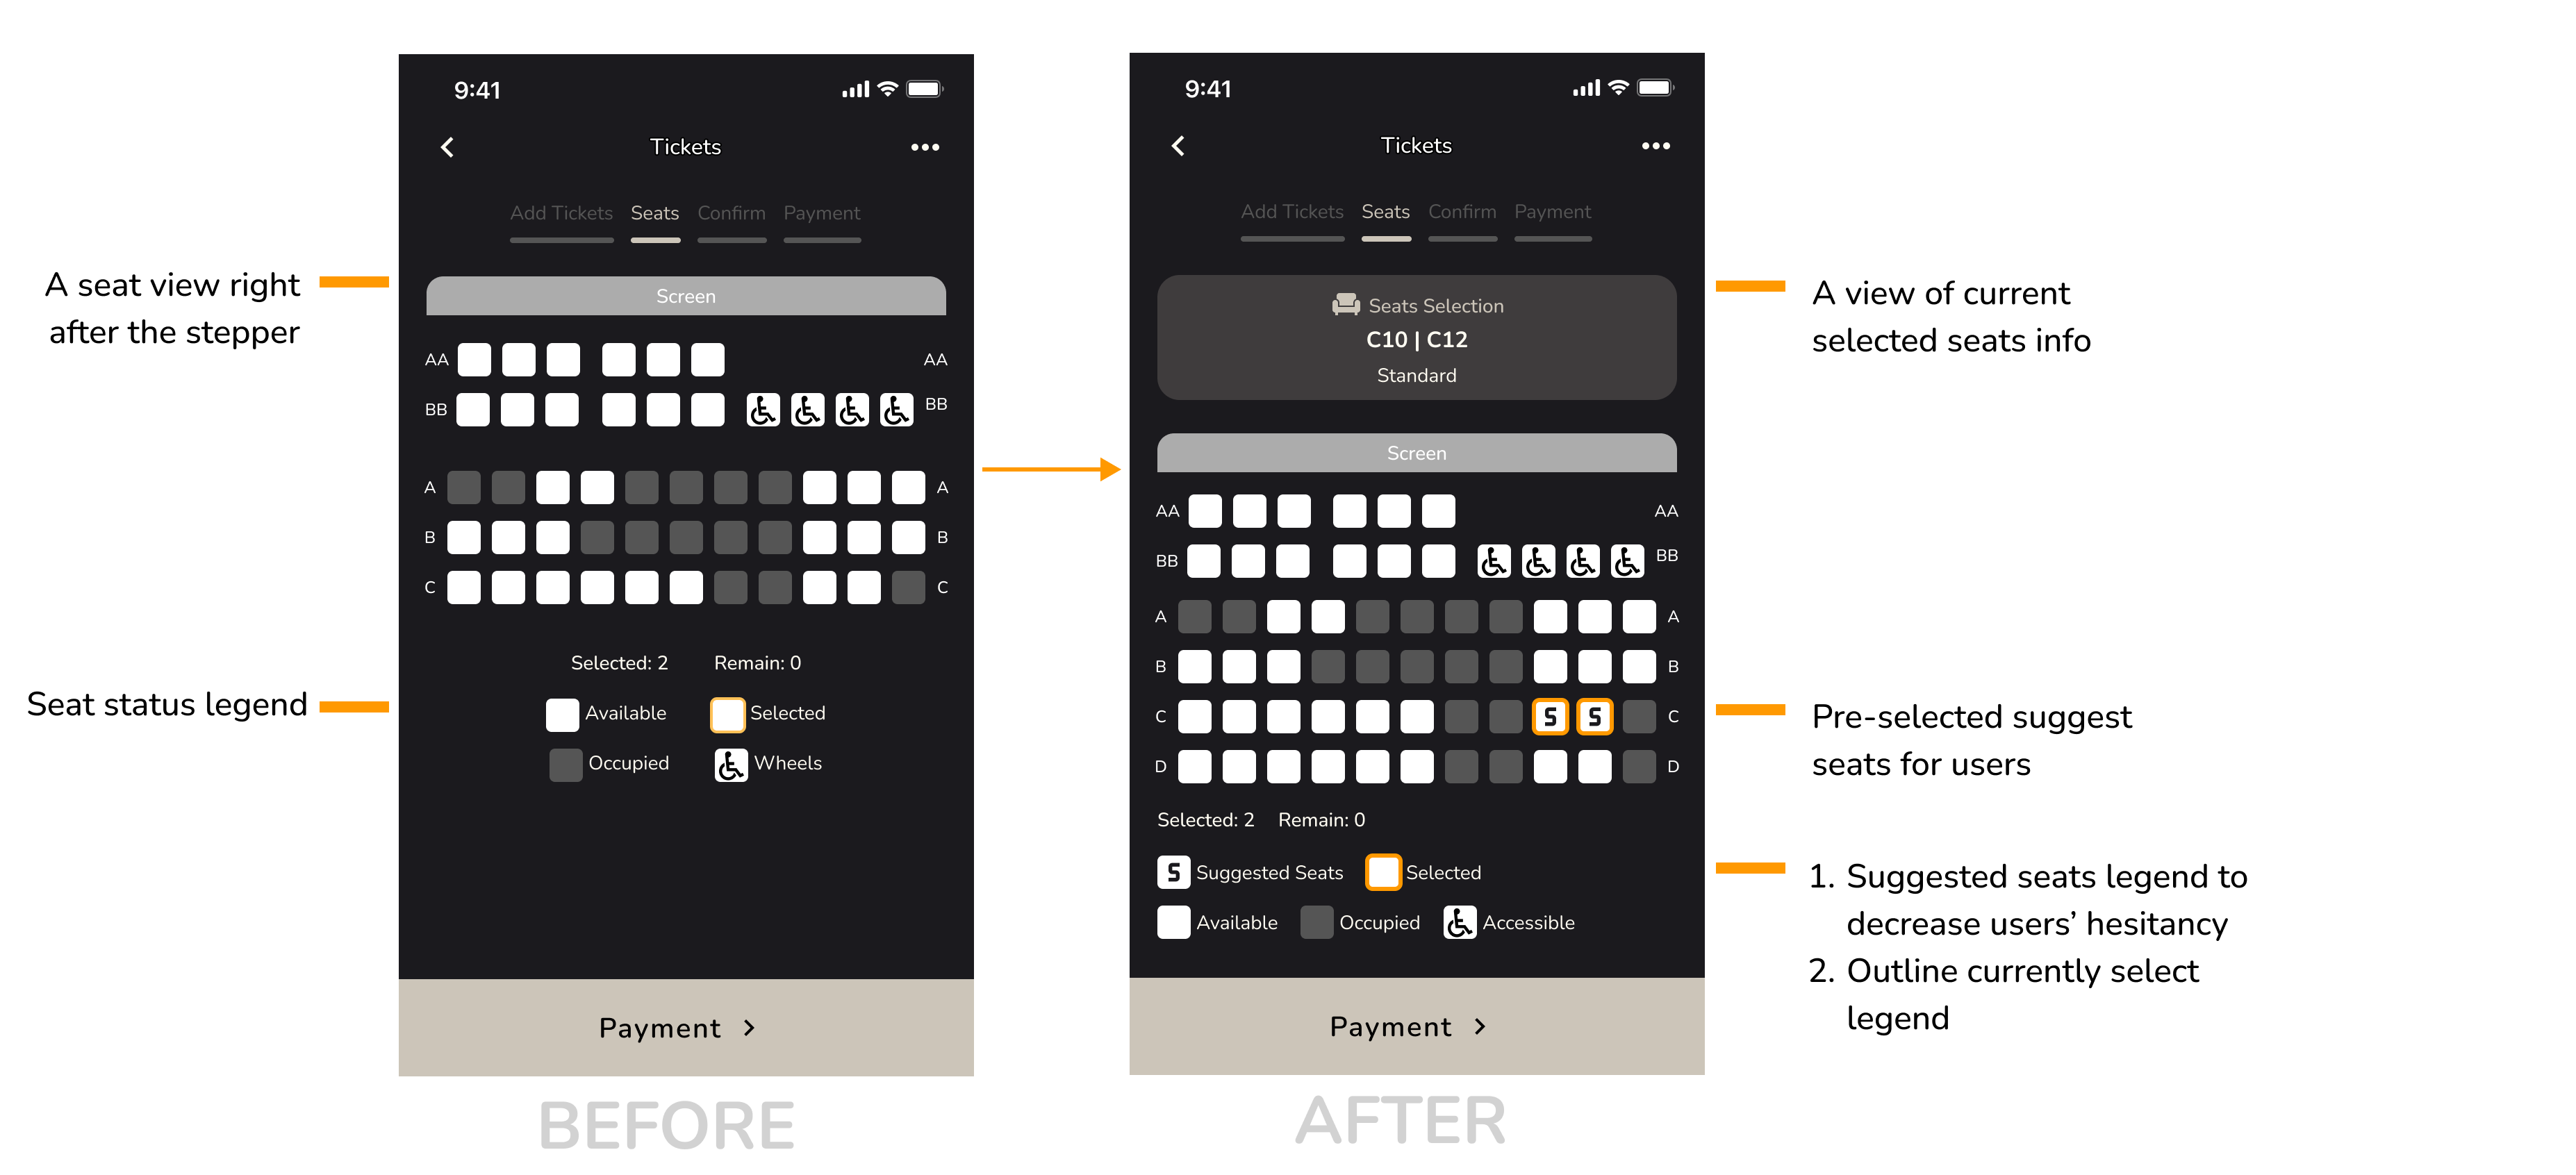 A seat view right
after the stepper
Seat status legend
9:41
Tickets
Add Tickets Seats Confirm Payment
Screen
AA AA
BB BB
A A
B B
C C
Selected: 2 Remain: 0
Available Selected
Occupied Wheels
Payment >
BEFORE
9:41
Tickets
Add Tickets Seats Confirm Payment
Seats Selection
C10 | C12
Standard
Screen
AA AA
BB BB
A A
B B
C S S C
D D
Selected: 2 Remain: 0
S Suggested Seats Selected
Available Occupied Accessible
Payment >
AFTER
A view of current
selected seats info
Pre-selected suggest
seats for users
1. Suggested seats legend to
decrease users’ hesitancy
2. Outline currently select
legend